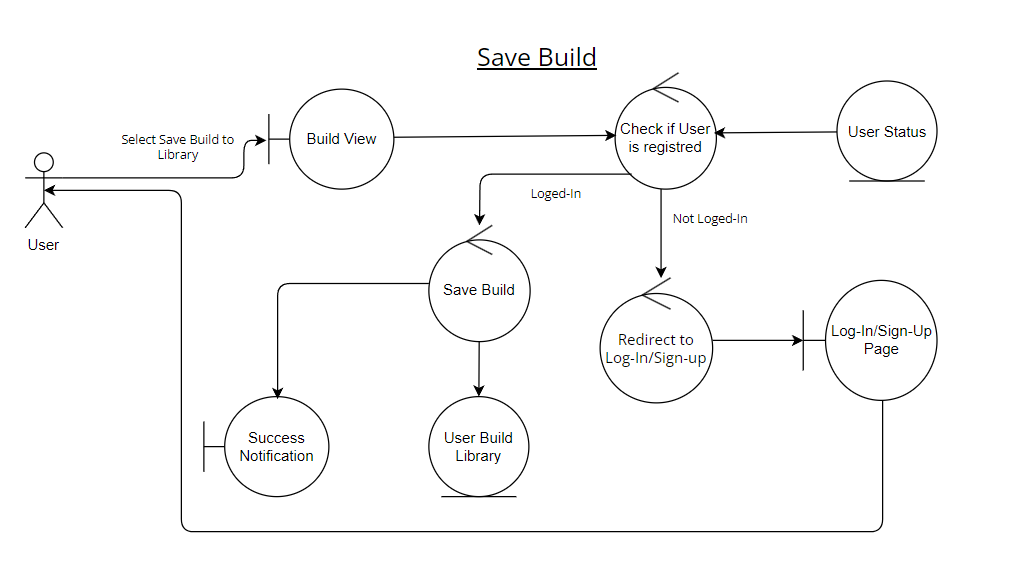 Save Build
Select Save Build to
Library
Build View
Check if User
is registred
User Status
User
Loged-In
Not Loged-In
Save Build
Redirect to
Log-In/Sign-up
Log-In/Sign-Up
Page
Success
Notification
User Build
Library